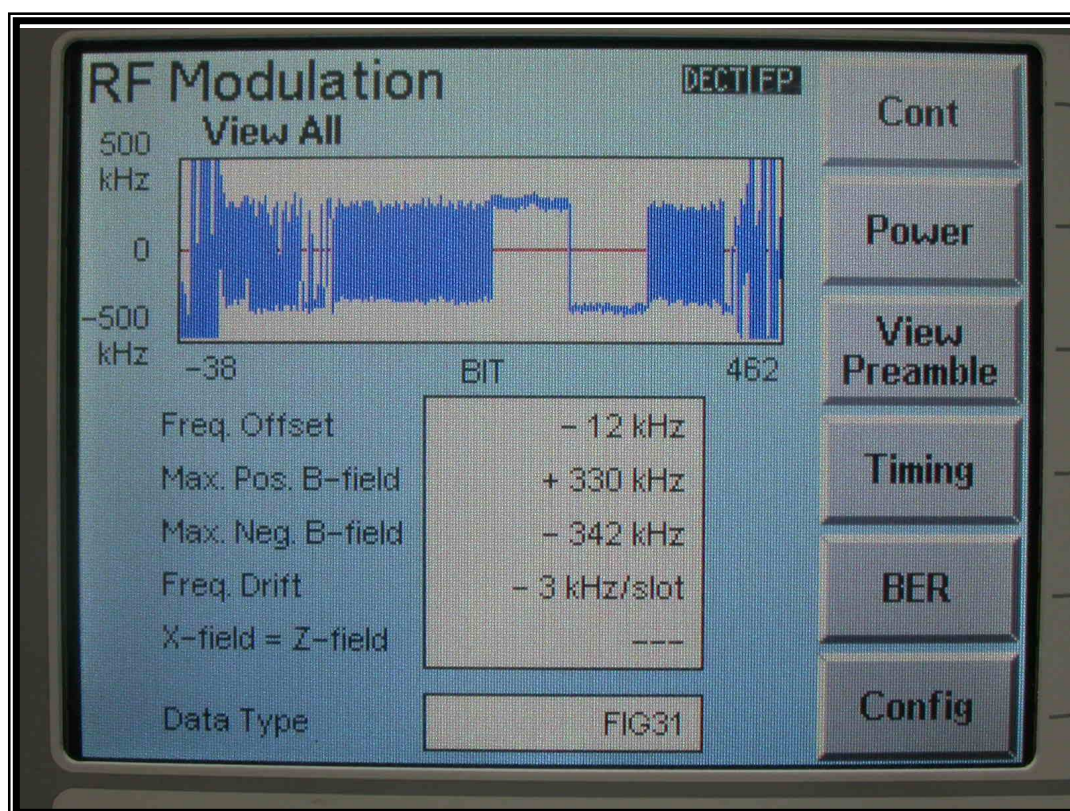 RF Modulation
DECT FP
View All
500
kHz
0
-500
kHz
-38
BIT
462
Freq. Offset
- 12 kHz
Max. Pos. B-field
+ 330 kHz
Max. Neg. B-field
- 342 kHz
Freq. Drift
- 3 kHz/slot
X-field = Z-field
---
Data Type
FIG31
Cont
Power
View
Preamble
Timing
BER
Config